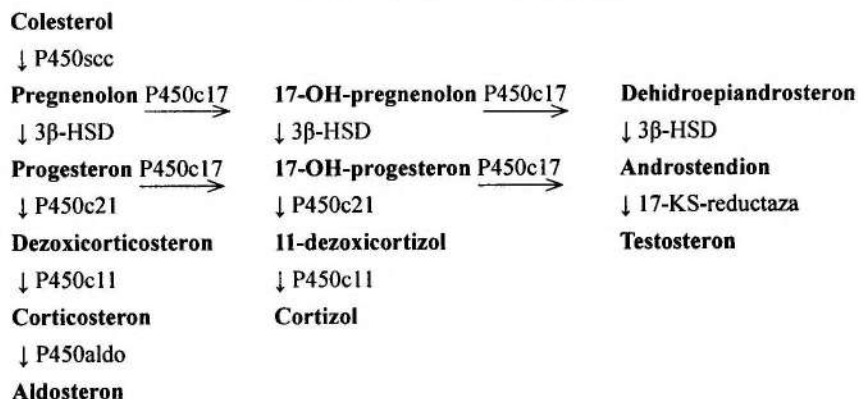 Colesterol
↓ P450scc
Pregnenolon P450c17 → 17-OH-pregnenolon P450c17 → Dehidroepiandrosteron
↓ 3β-HSD ↓ 3β-HSD ↓ 3β-HSD
Progesteron P450c17 → 17-OH-progesteron P450c17 → Androstendion
↓ P450c21 ↓ P450c21 ↓ 17-KS-reductaza
Dezoxicorticosteron 11-dezoxicortizol Testosteron
↓ P450c11 ↓ P450c11
Corticosteron Cortizol
↓ P450aldo
Aldosteron